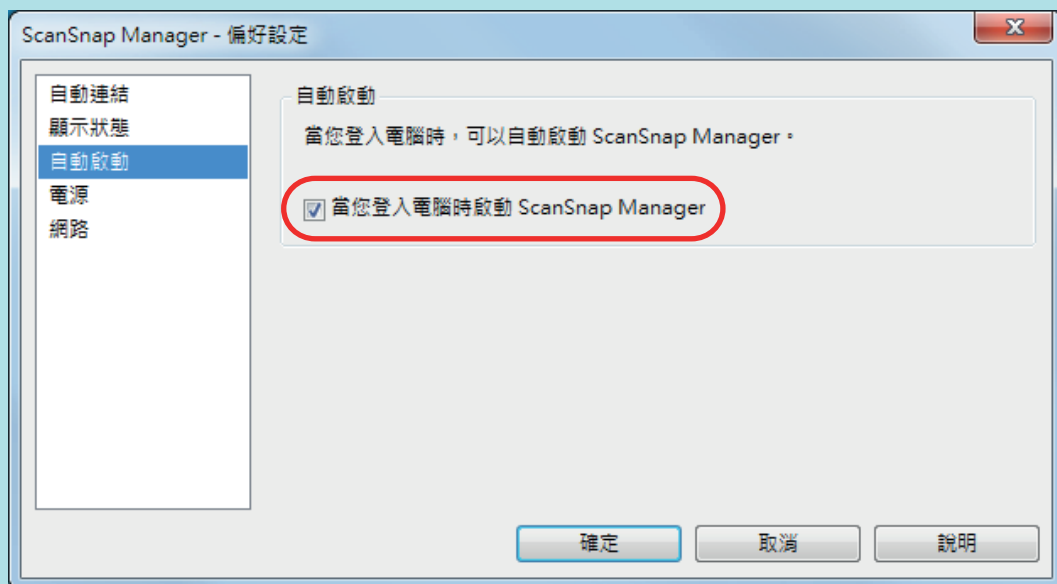 ScanSnap Manager - 偏好設定
自動連結
顯示狀態
自動啟動
電源
網路
自動啟動
當您登入電腦時，可以自動啟動 ScanSnap Manager。
當您登入電腦時啟動 ScanSnap Manager
確定
取消
說明